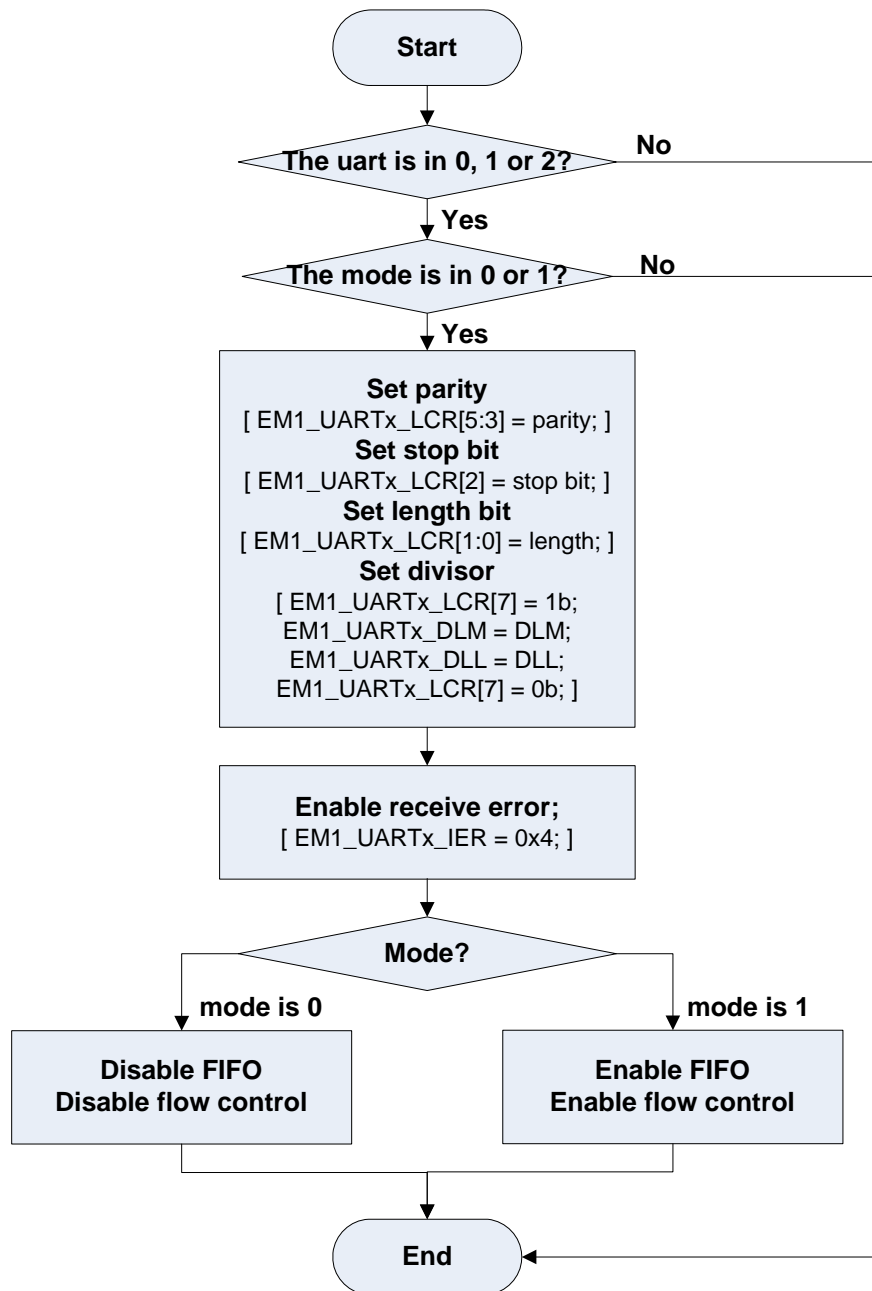 Start
The uart is in 0, 1 or 2?
No
Yes
The mode is in 0 or 1?
No
Yes
Set parity
[ EM1_UARTx_LCR[5:3] = parity; ]
Set stop bit
[ EM1_UARTx_LCR[2] = stop bit; ]
Set length bit
[ EM1_UARTx_LCR[1:0] = length; ]
Set divisor
[ EM1_UARTx_LCR[7] = 1b;
EM1_UARTx_DLM = DLM;
EM1_UARTx_DLL = DLL;
EM1_UARTx_LCR[7] = 0b; ]
Enable receive error;
[ EM1_UARTx_IER = 0x4; ]
Mode?
mode is 0
mode is 1
Disable FIFO
Disable flow control
Enable FIFO
Enable flow control
End